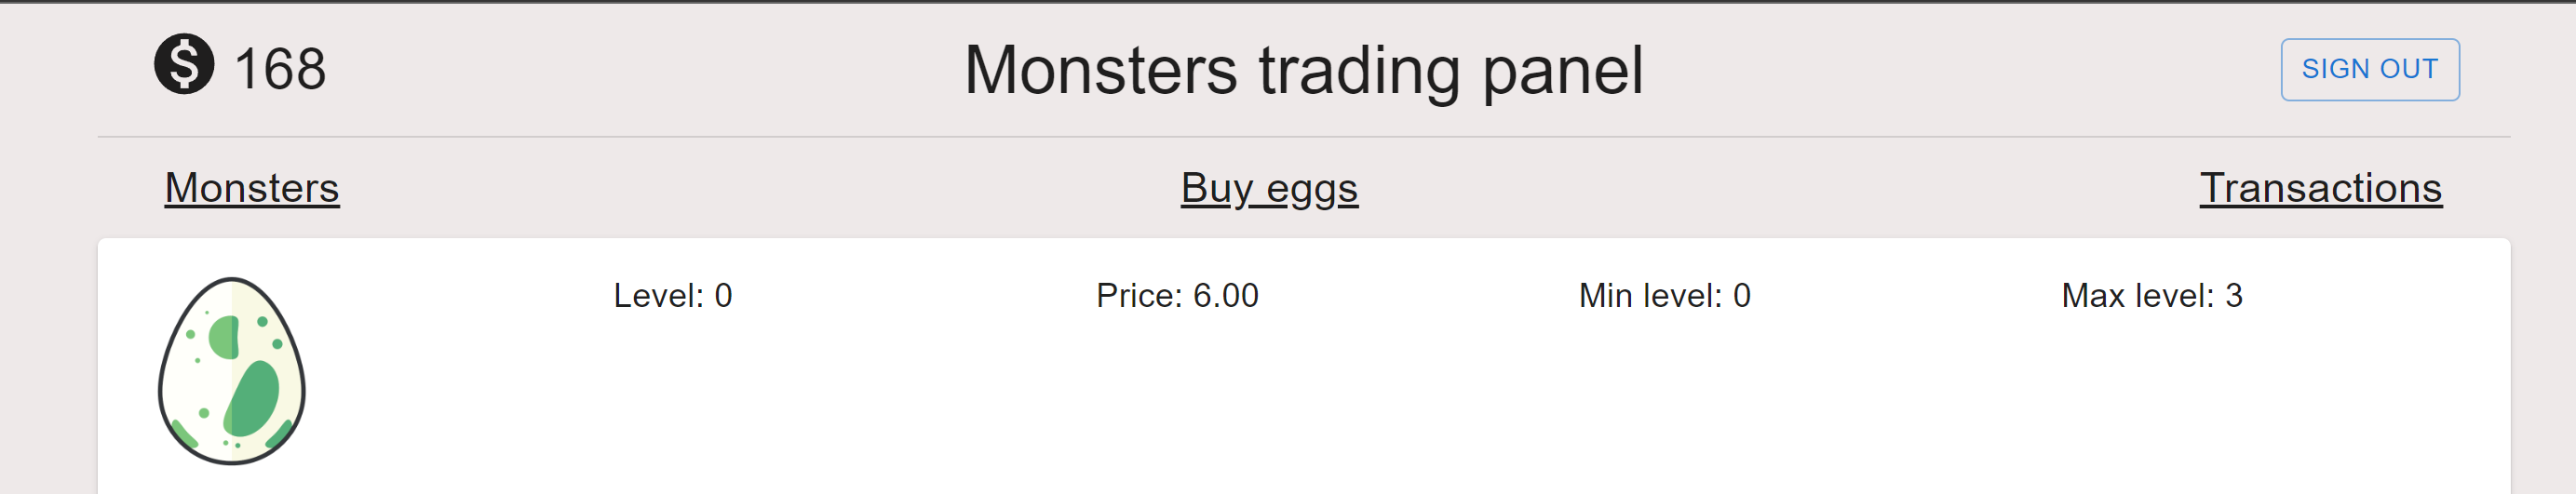 $ 168
Monsters trading panel
SIGN OUT
Monsters
Buy eggs
Transactions
Level: 0
Price: 6.00
Min level: 0
Max level: 3